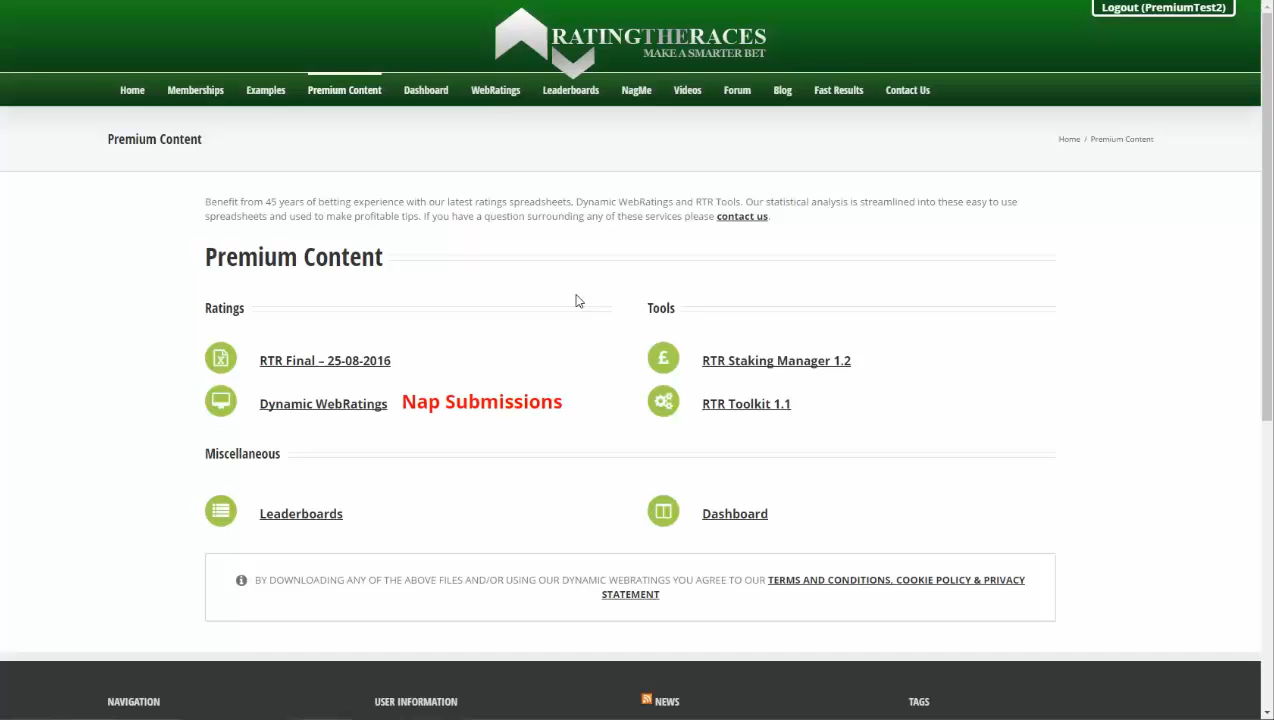 Logout (PremiumTest2)
RATINGTHERACES
MAKE A SMARTER BET
Home Memberships Examples Premium Content Dashboard WebRatings Leaderboards NagMe Videos Forum Blog Fast Results Contact Us
Premium Content
Home / Premium Content
Benefit from 45 years of betting experience with our latest ratings spreadsheets, Dynamic WebRatings and RTR Tools. Our statistical analysis is streamlined into these easy to use
spreadsheets and used to make profitable tips. If you have a question surrounding any of these services please contact us.
Premium Content
Ratings
Tools
RTR Final – 25-08-2016
RTR Staking Manager 1.2
Dynamic WebRatings Nap Submissions
RTR Toolkit 1.1
Miscellaneous
Leaderboards
Dashboard
BY DOWNLOADING ANY OF THE ABOVE FILES AND/OR USING OUR DYNAMIC WEBRATINGS YOU AGREE TO OUR TERMS AND CONDITIONS, COOKIE POLICY & PRIVACY
STATEMENT
NAVIGATION
USER INFORMATION
NEWS
TAGS